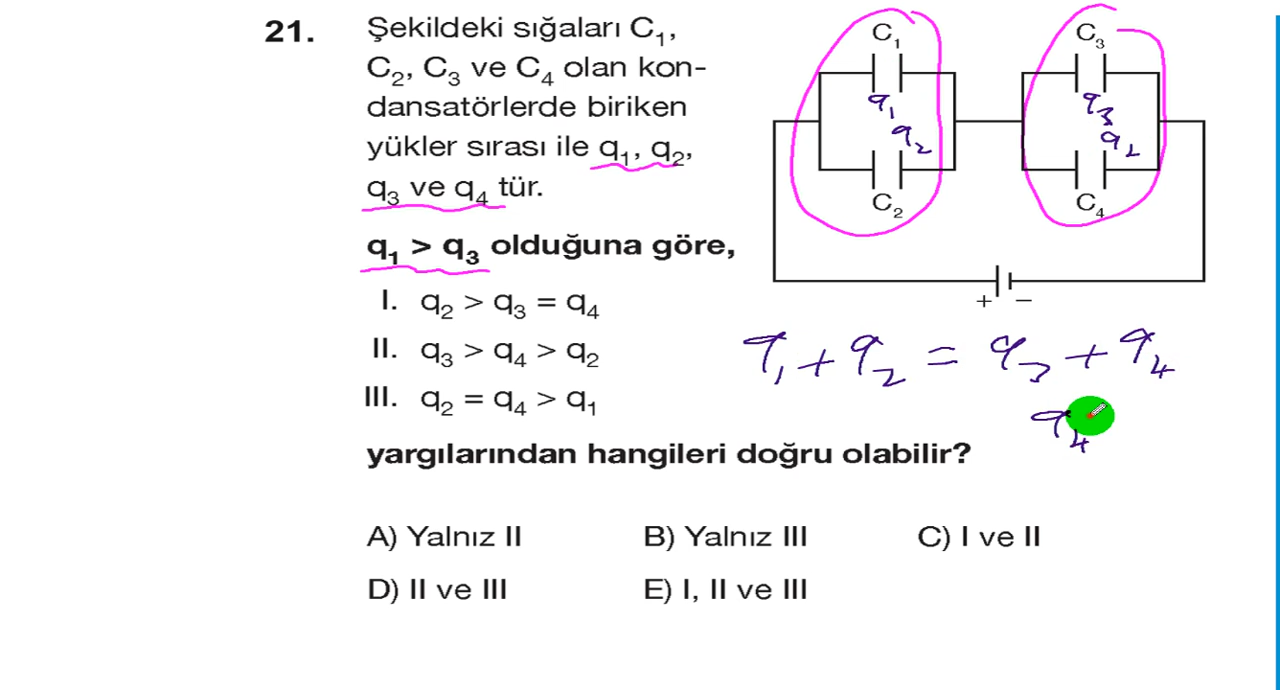 21. Şekildeki sığaları C₁,
C₂, C₃ ve C₄ olan kon-
dansatörlerde biriken
yükler sırası ile q₁, q₂,
q₃ ve q₄ tür.
q₁ > q₃ olduğuna göre,
I. q₂ > q₃ = q₄
II. q₃ > q₄ > q₂
III. q₂ = q₄ > q₁
yargılarından hangileri doğru olabilir?
A) Yalnız II
B) Yalnız III
C) I ve II
D) II ve III
E) I, II ve III
C₁
C₃
q₁
q₃
q₂
q₂
C₂
C₄
+ −
q₁ + q₂ = q₃ + q₄
q₄